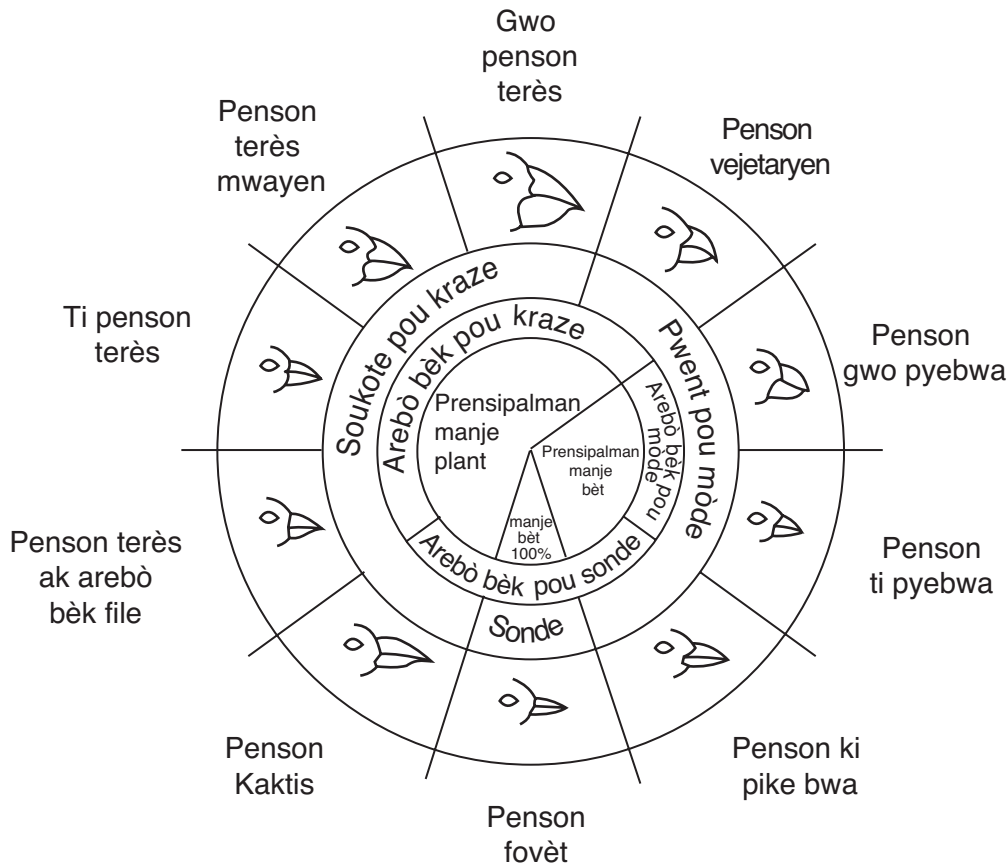 Gwo
penson
terès
Penson
vejetaryen
Penson
gwo pyebwa
Penson
ti pyebwa
Penson ki
pike bwa
Penson
fovèt
Penson
Kaktis
Penson terès
ak arebò
bèk file
Ti penson
terès
Penson
terès
mwayen
Soukote pou kraze
Pwent pou mòde
Sonde
Arebò bèk pou kraze
Arebò bèk pou
mòde
Arebò bèk pou sonde
Prensipalman
manje
plant
Prensipalman
manje
bèt
manje
bèt
100%